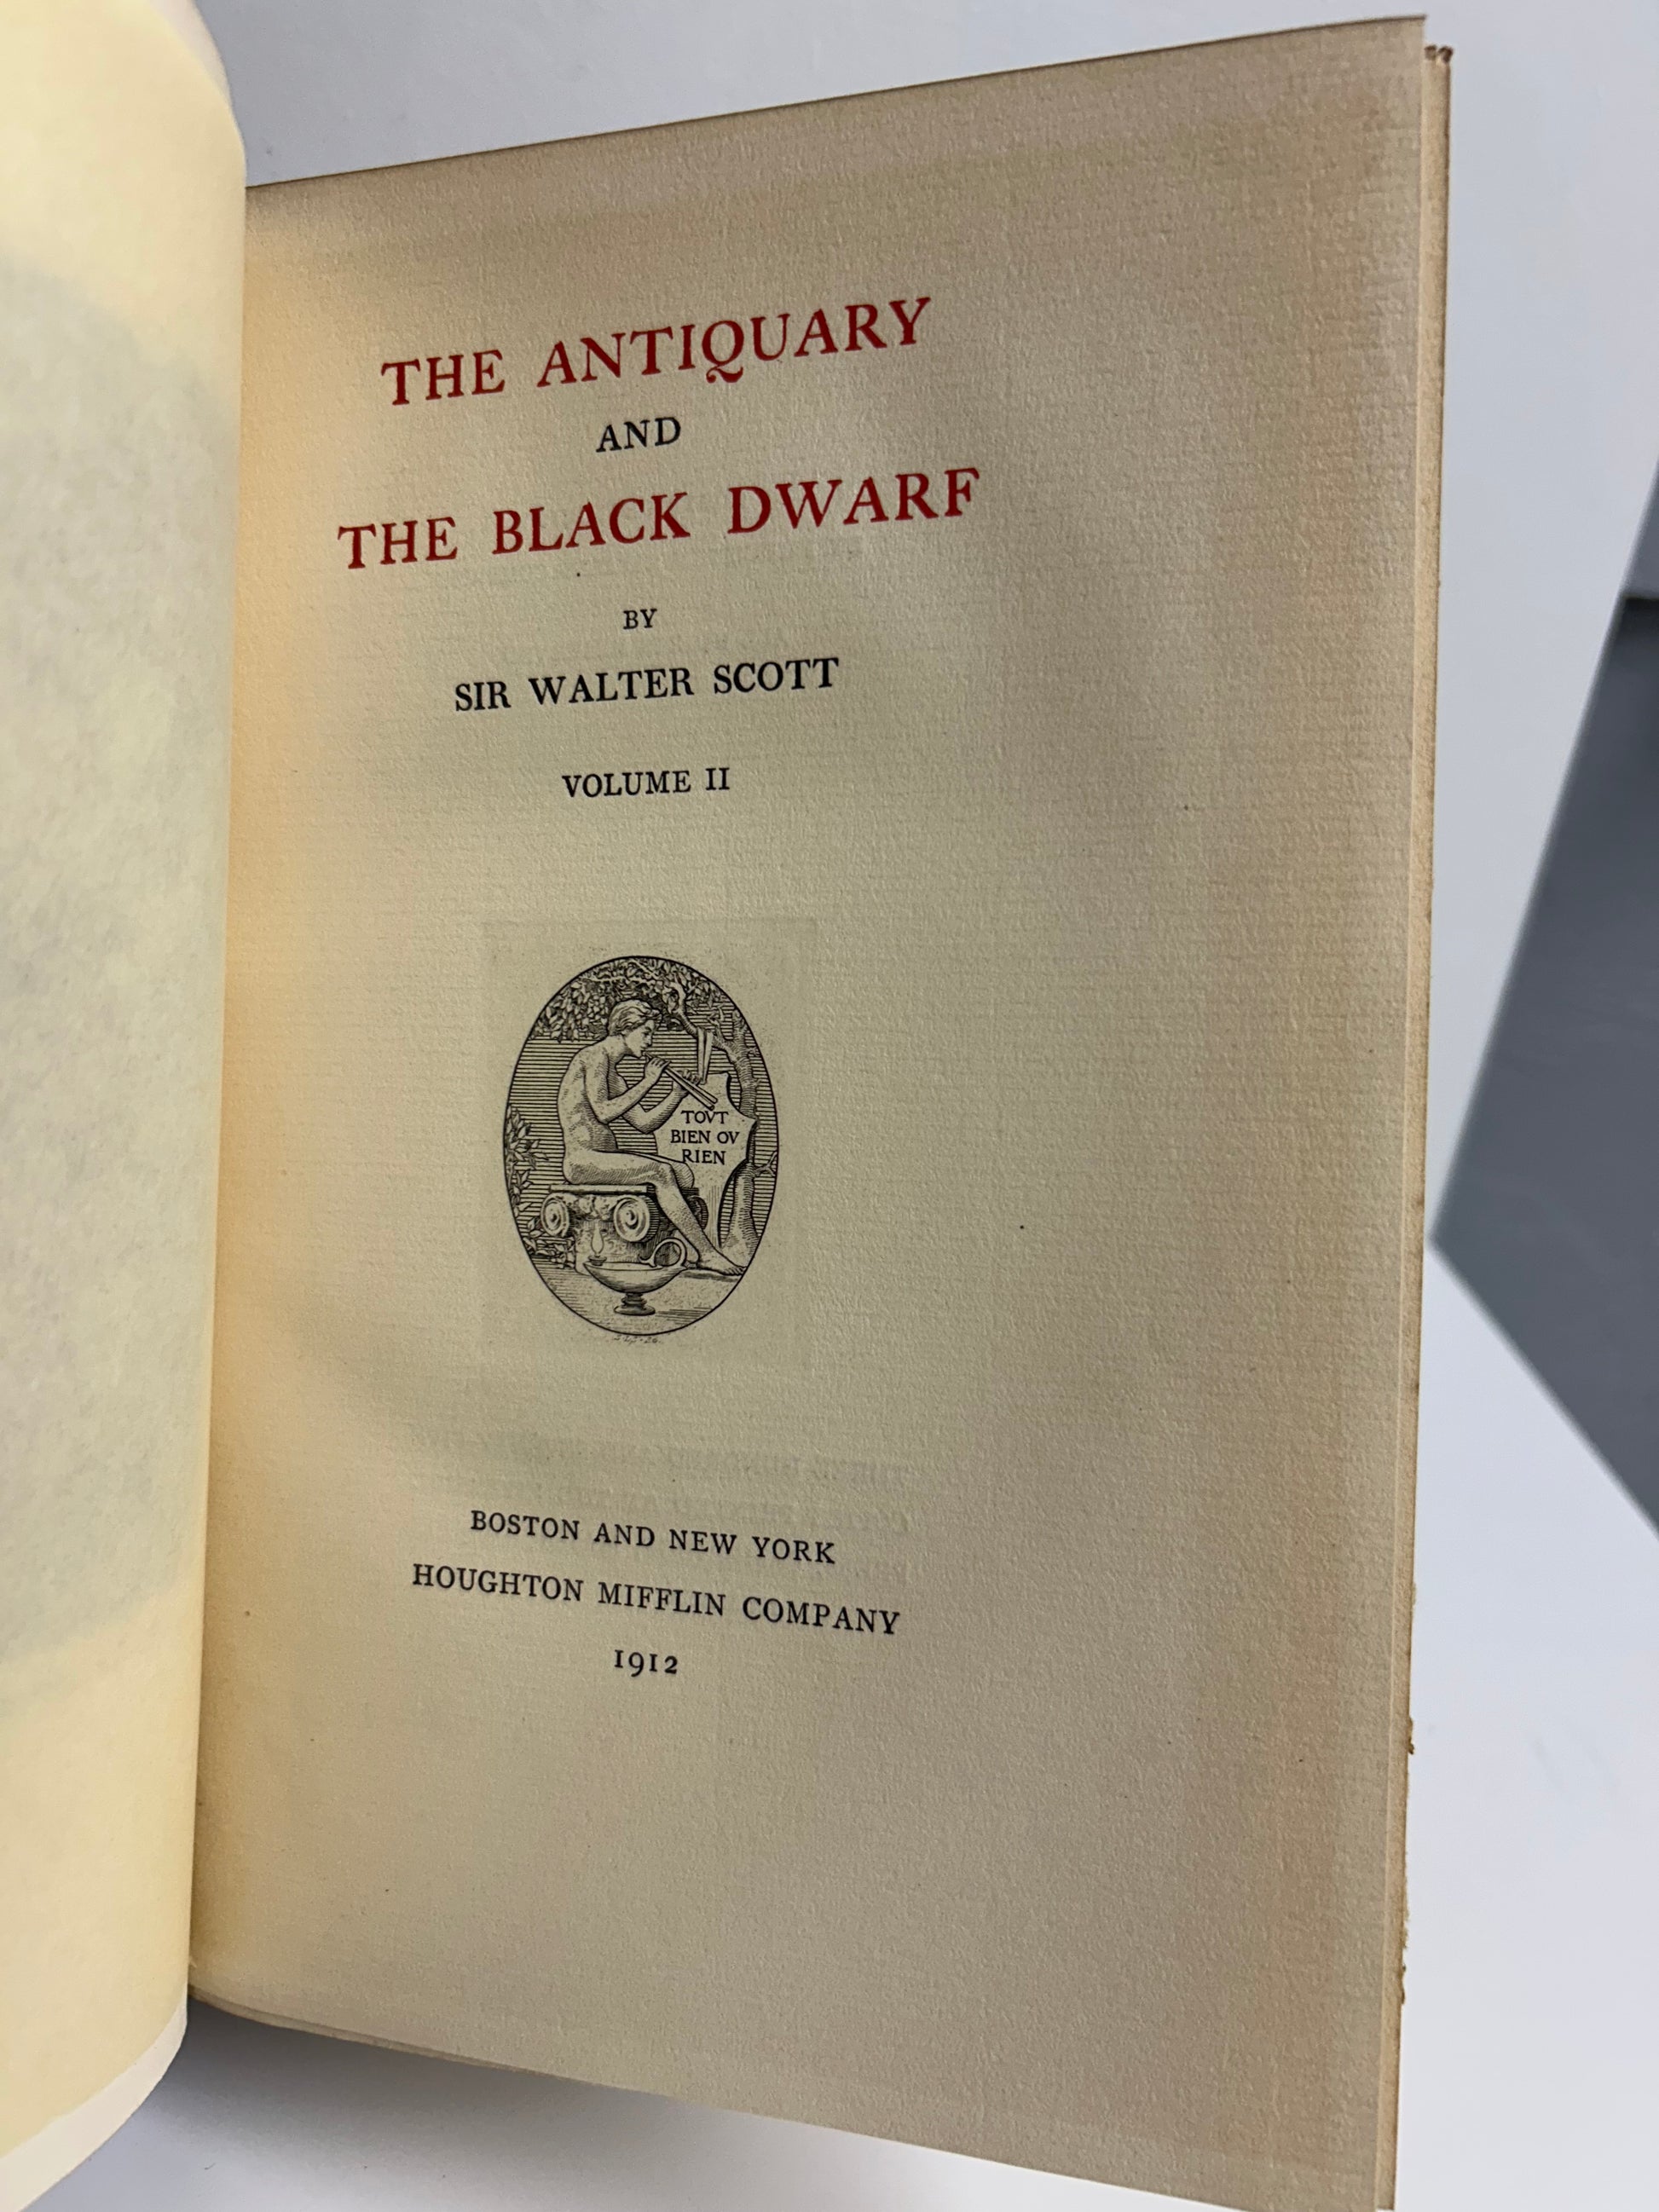 THE ANTIQUARY
AND
THE BLACK DWARF
BY
SIR WALTER SCOTT
VOLUME II
TOVT
BIEN OV
RIEN
BOSTON AND NEW YORK
HOUGHTON MIFFLIN COMPANY
1912